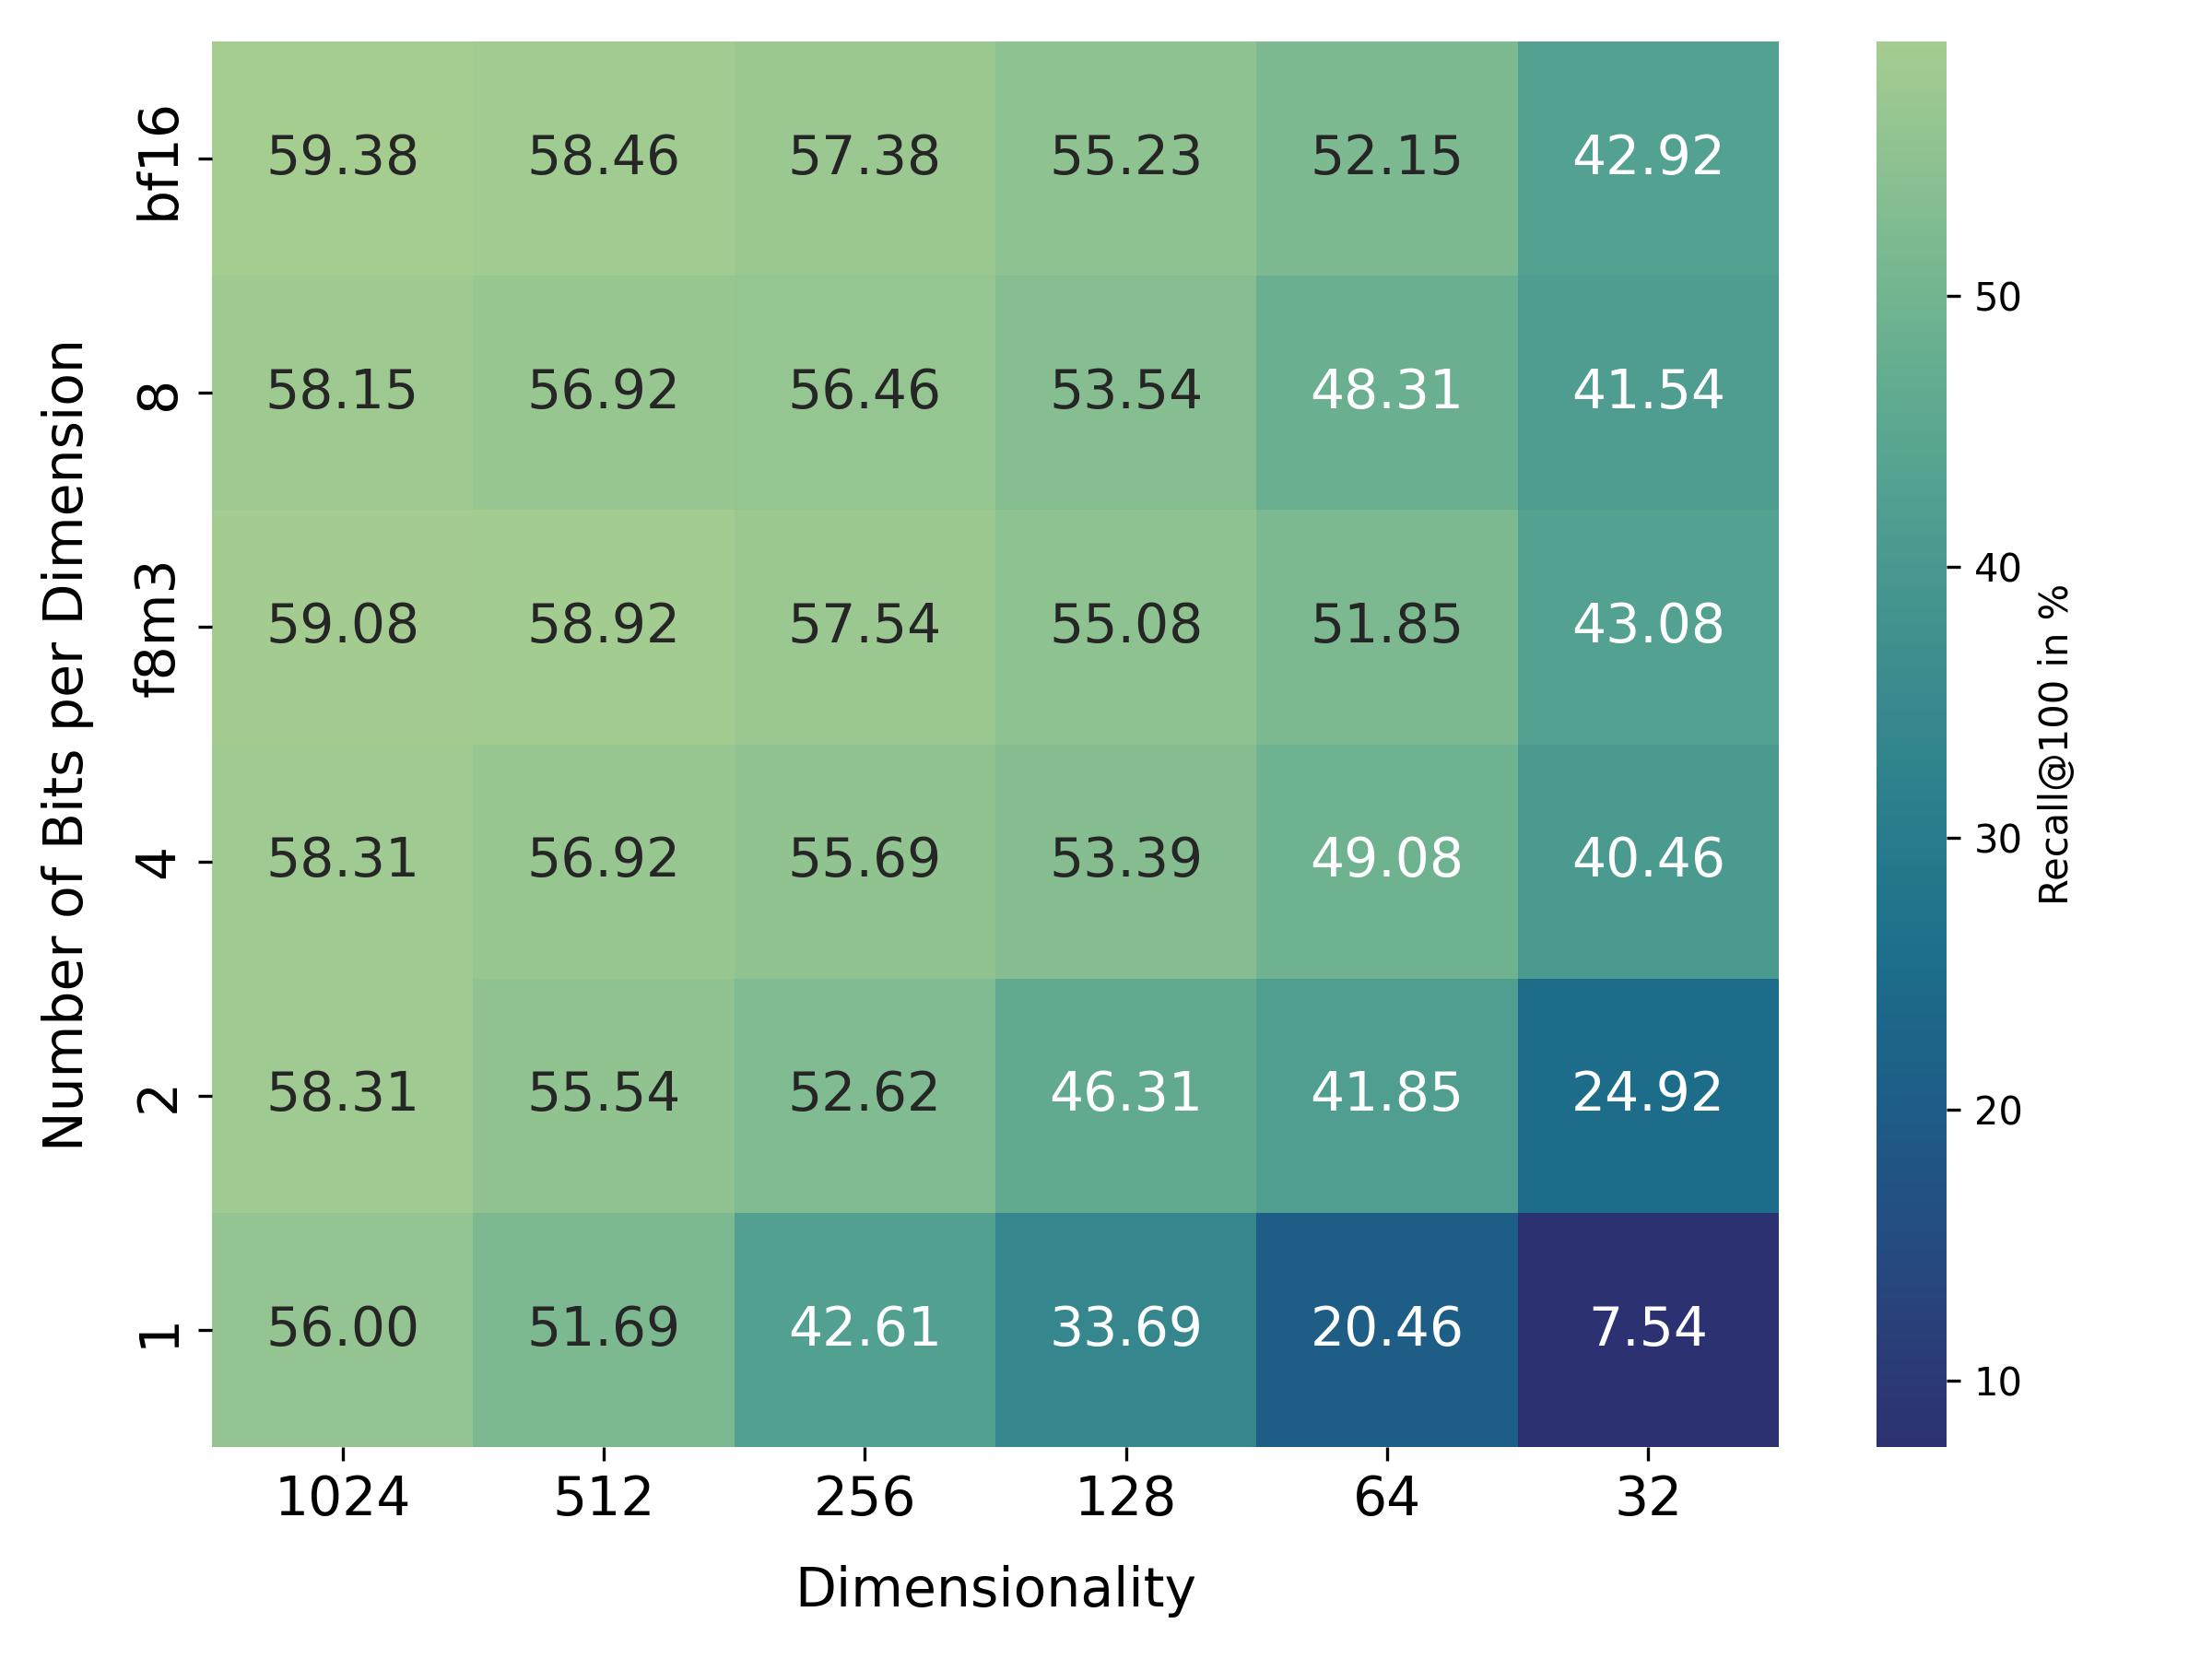 Number of Bits per Dimension
bf16 59.38 58.46 57.38 55.23 52.15 42.92
8 58.15 56.92 56.46 53.54 48.31 41.54
f8m3 59.08 58.92 57.54 55.08 51.85 43.08
4 58.31 56.92 55.69 53.39 49.08 40.46
2 58.31 55.54 52.62 46.31 41.85 24.92
1 56.00 51.69 42.61 33.69 20.46 7.54
1024 512 256 128 64 32
Dimensionality
50
40
30
20
10
Recall@100 in %